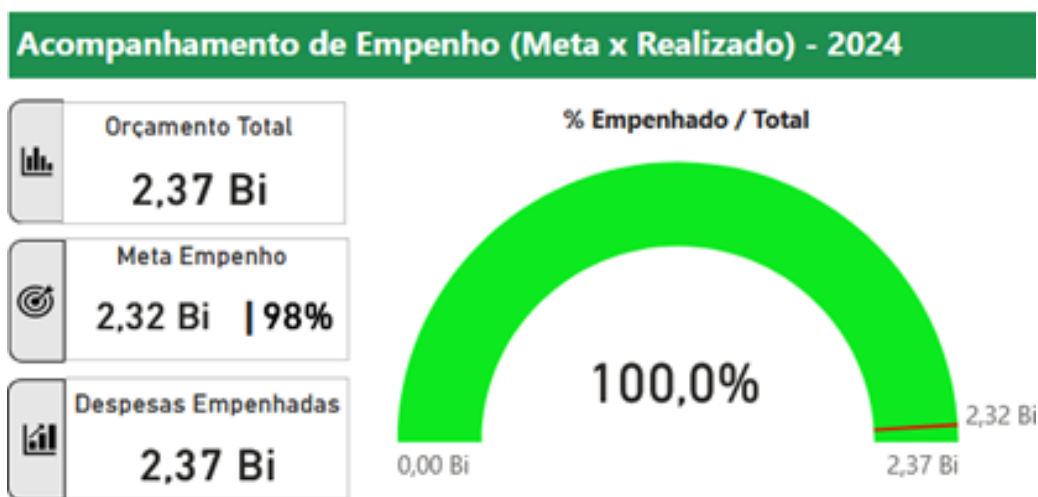 Acompanhamento de Empenho (Meta x Realizado) - 2024
Orçamento Total
2,37 Bi
Meta Empenho
2,32 Bi | 98%
Despesas Empenhadas
2,37 Bi
% Empenhado / Total
100,0%
2,32 Bi
0,00 Bi
2,37 Bi